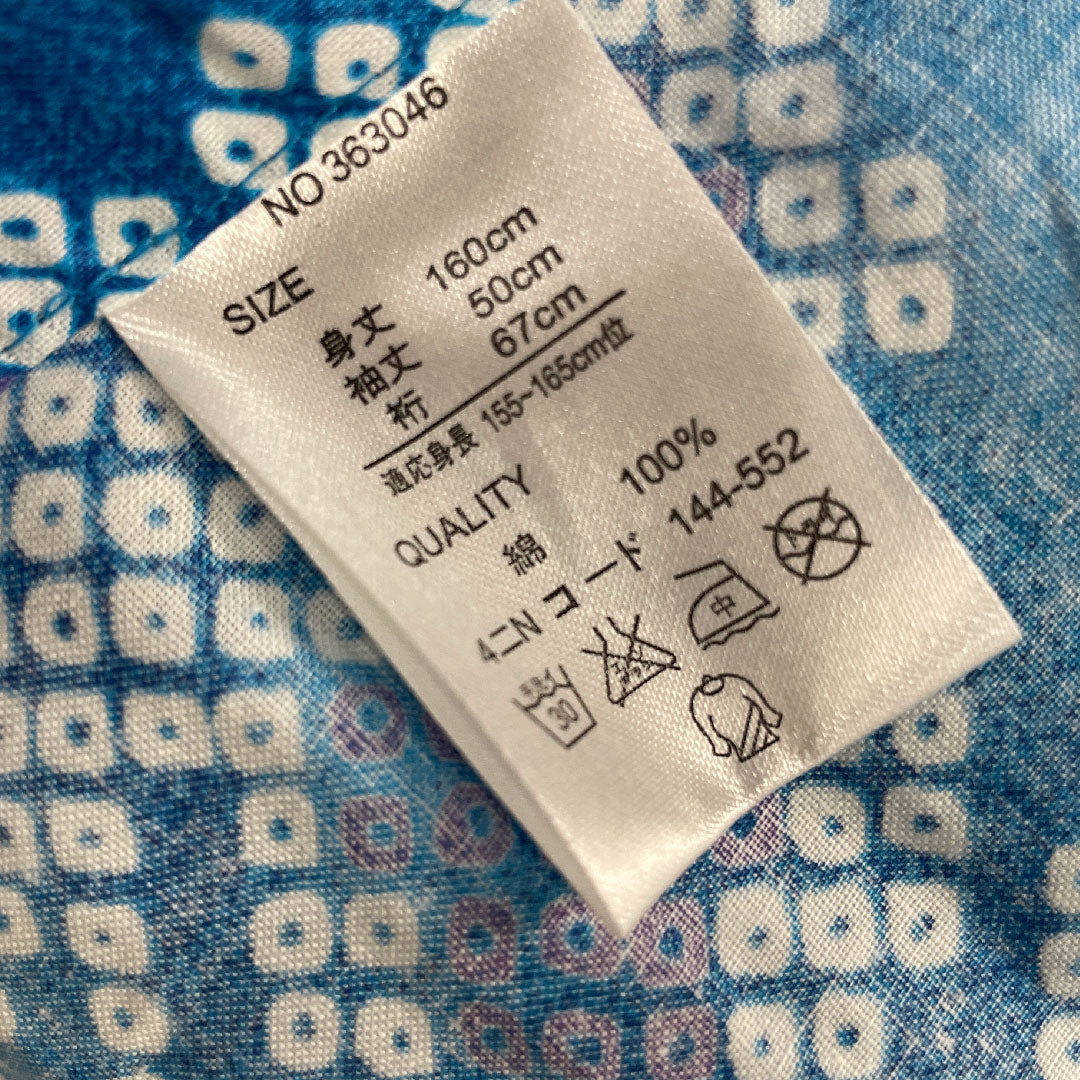 NO 363046
SIZE
身丈 160cm
袖丈 50cm
裄 67cm
適応身長 155~165cm位
QUALITY
綿 100%
4ニN コード 144-552
30
中